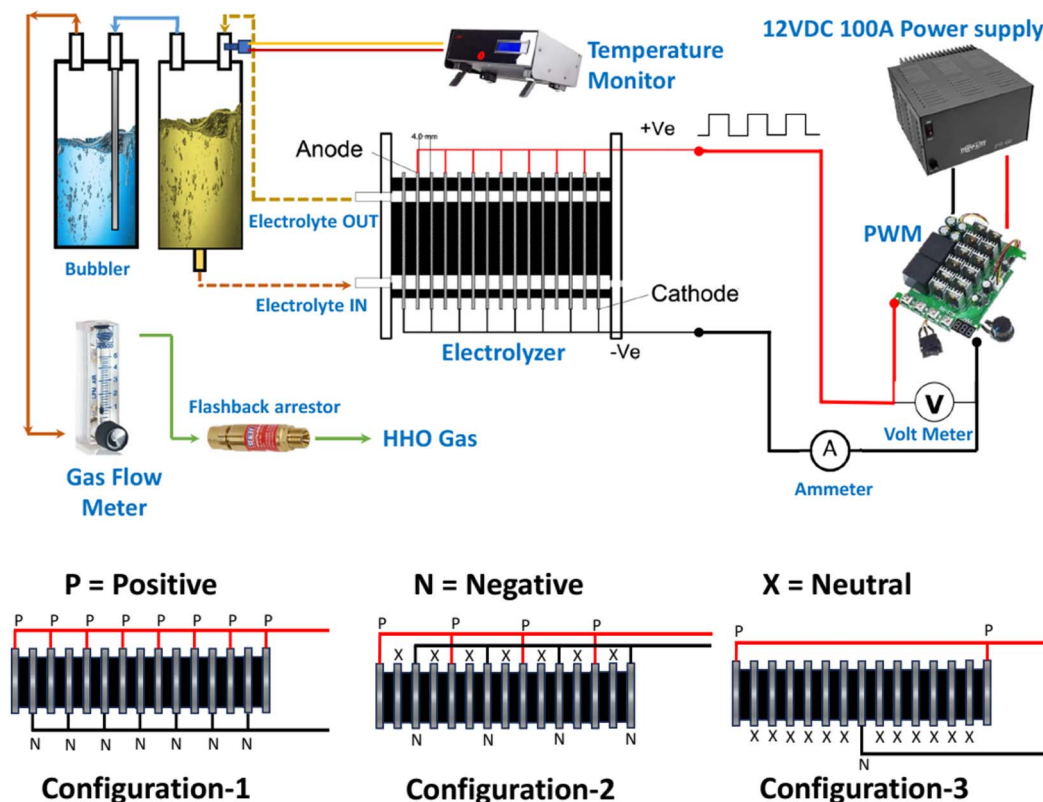 12VDC 100A Power supply
Temperature
Monitor
+Ve
4.0 mm
Anode
Electrolyte OUT
PWM
Bubbler
Electrolyte IN
Cathode
Electrolyzer
-Ve
Flashback arrestor
HHO Gas
V
Volt Meter
A
Ammeter
Gas Flow
Meter
P = Positive
N = Negative
X = Neutral
P P P P P P P P
N N N N N N N
Configuration-1
P P P P
X X X X X X X
N N N N
Configuration-2
P P
X X X X X X X X X X X X
N
Configuration-3